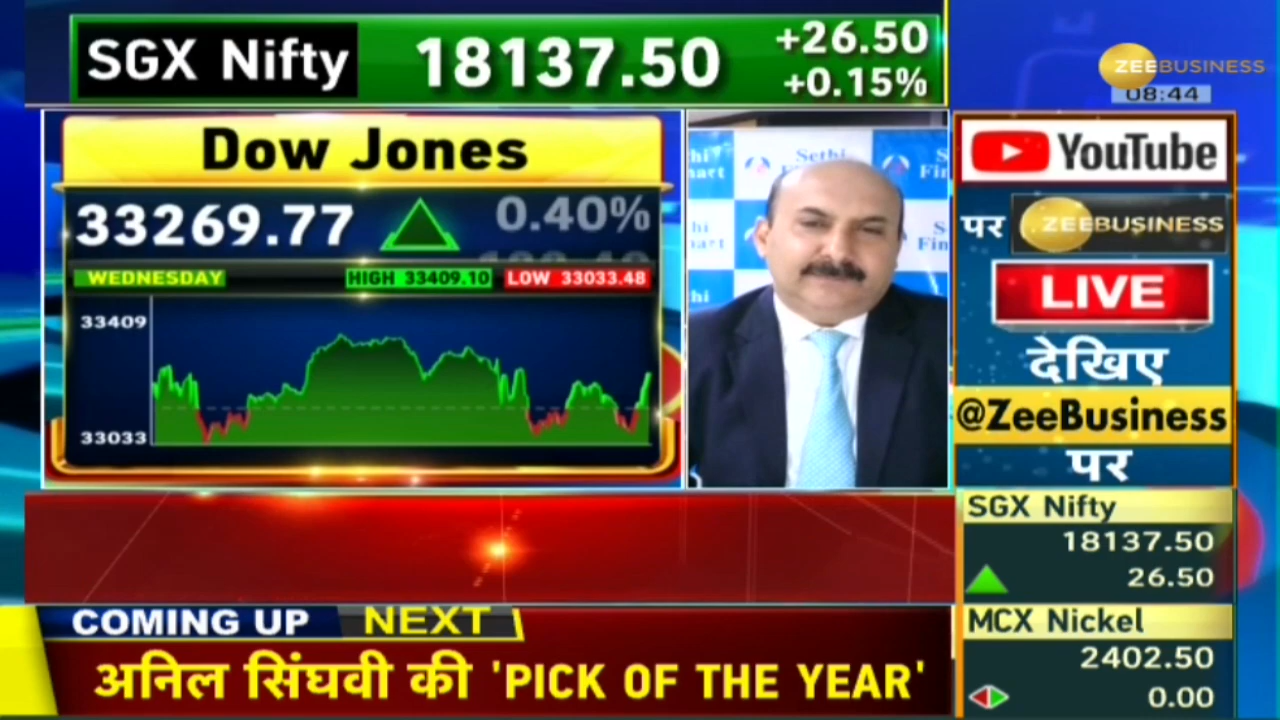 SGX Nifty 18137.50 +26.50
+0.15%
ZEEBUSINESS
08:44
Dow Jones
33269.77 0.40%
WEDNESDAY HIGH 33409.10 LOW 33033.48
33409
33033
Sethi
YouTube
पर ZEEBUSINESS
LIVE
देखिए
@ZeeBusiness
पर
SGX Nifty
18137.50
26.50
MCX Nickel
2402.50
0.00
COMING UP NEXT
अनिल सिंघवी की 'PICK OF THE YEAR'